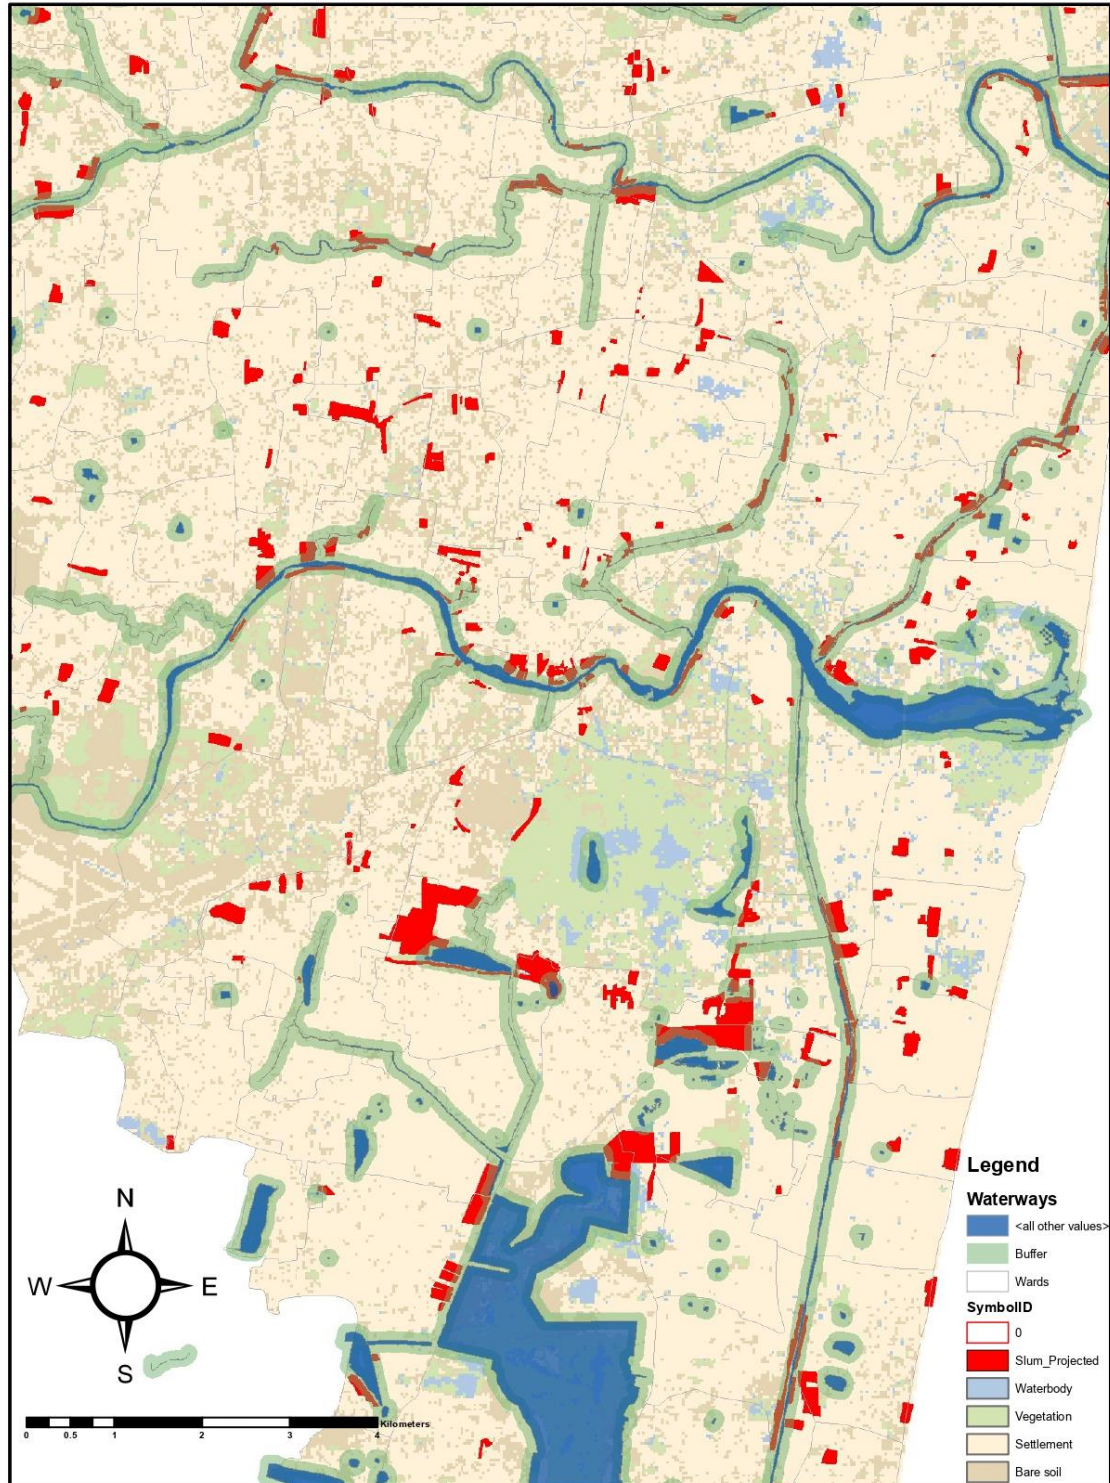 Legend
Waterways
<all other values>
Buffer
Wards
SymbolID
0
Slum_Projected
Waterbody
Vegetation
Settlement
Bare soil
N
W E
S
Kilometers
0 0.5 1 2 3 4